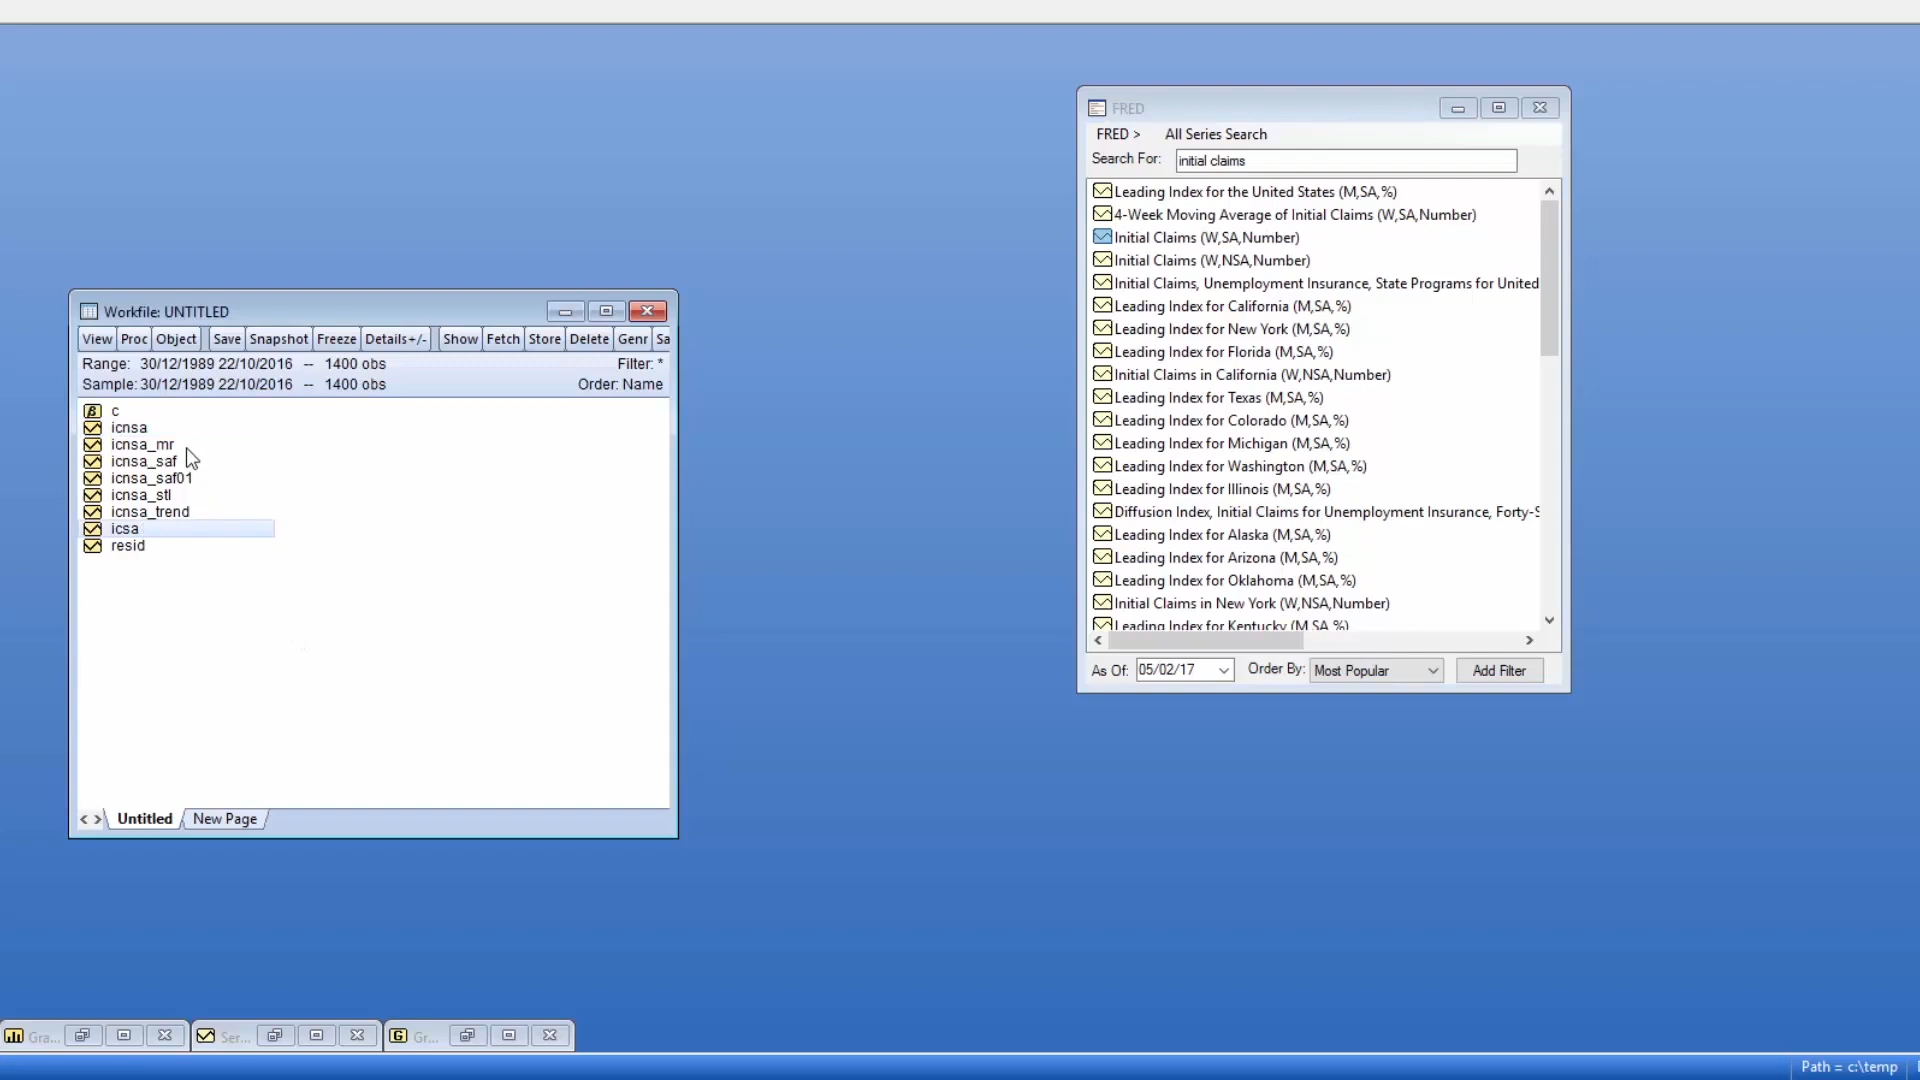 Workfile: UNTITLED
View Proc Object Save Snapshot Freeze Details+/- Show Fetch Store Delete Genr Sa
Range: 30/12/1989 22/10/2016 -- 1400 obs Filter: *
Sample: 30/12/1989 22/10/2016 -- 1400 obs Order: Name
β c
icnsa
icnsa_mr
icnsa_saf
icnsa_saf01
icnsa_stl
icnsa_trend
icsa
resid
< > Untitled New Page
FRED
FRED > All Series Search
Search For: initial claims
Leading Index for the United States (M,SA,%)
4-Week Moving Average of Initial Claims (W,SA,Number)
Initial Claims (W,SA,Number)
Initial Claims (W,NSA,Number)
Initial Claims, Unemployment Insurance, State Programs for United
Leading Index for California (M,SA,%)
Leading Index for New York (M,SA,%)
Leading Index for Florida (M,SA,%)
Initial Claims in California (W,NSA,Number)
Leading Index for Texas (M,SA,%)
Leading Index for Colorado (M,SA,%)
Leading Index for Michigan (M,SA,%)
Leading Index for Washington (M,SA,%)
Leading Index for Illinois (M,SA,%)
Diffusion Index, Initial Claims for Unemployment Insurance, Forty-S
Leading Index for Alaska (M,SA,%)
Leading Index for Arizona (M,SA,%)
Leading Index for Oklahoma (M,SA,%)
Initial Claims in New York (W,NSA,Number)
Leading Index for Kentucky (M,SA,%)
As Of: 05/02/17 Order By: Most Popular Add Filter
Gra... Ser... G Gr...
Path = c:\temp